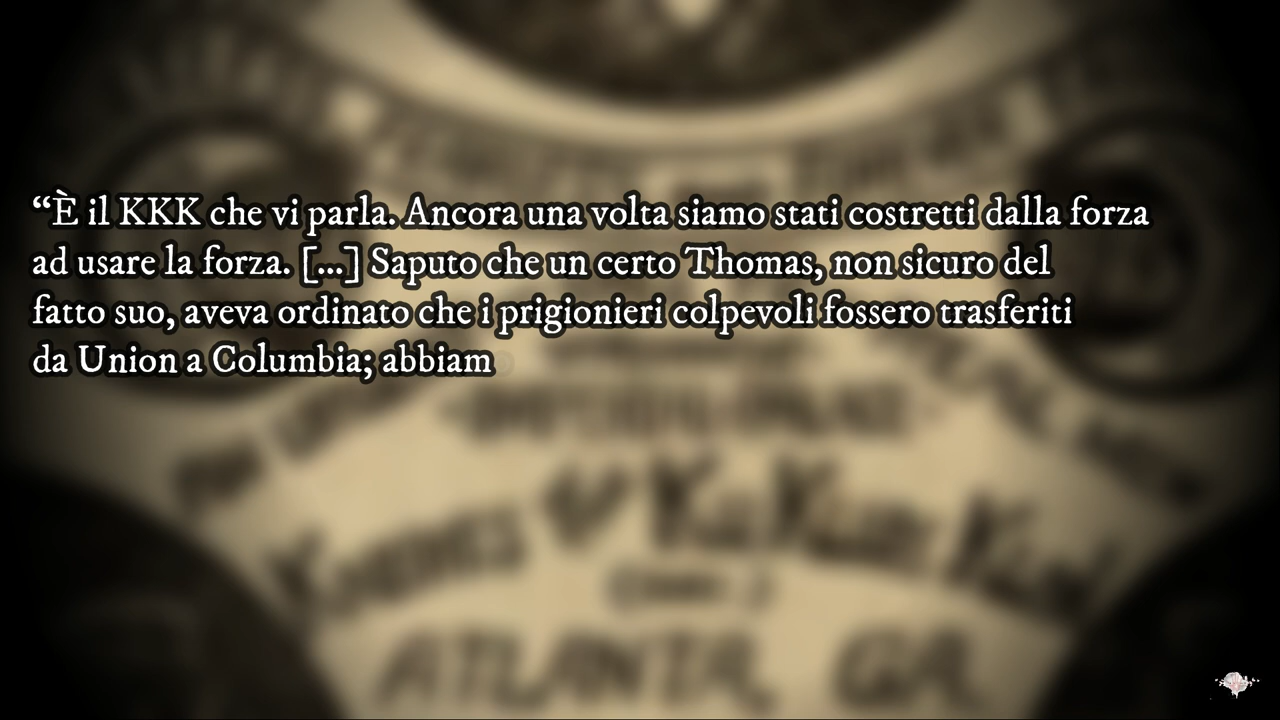 “È il KKK che vi parla. Ancora una volta siamo stati costretti dalla forza
ad usare la forza. [...] Saputo che un certo Thomas, non sicuro del
fatto suo, aveva ordinato che i prigionieri colpevoli fossero trasferiti
da Union a Columbia; abbiam
ATLANTA, GA.